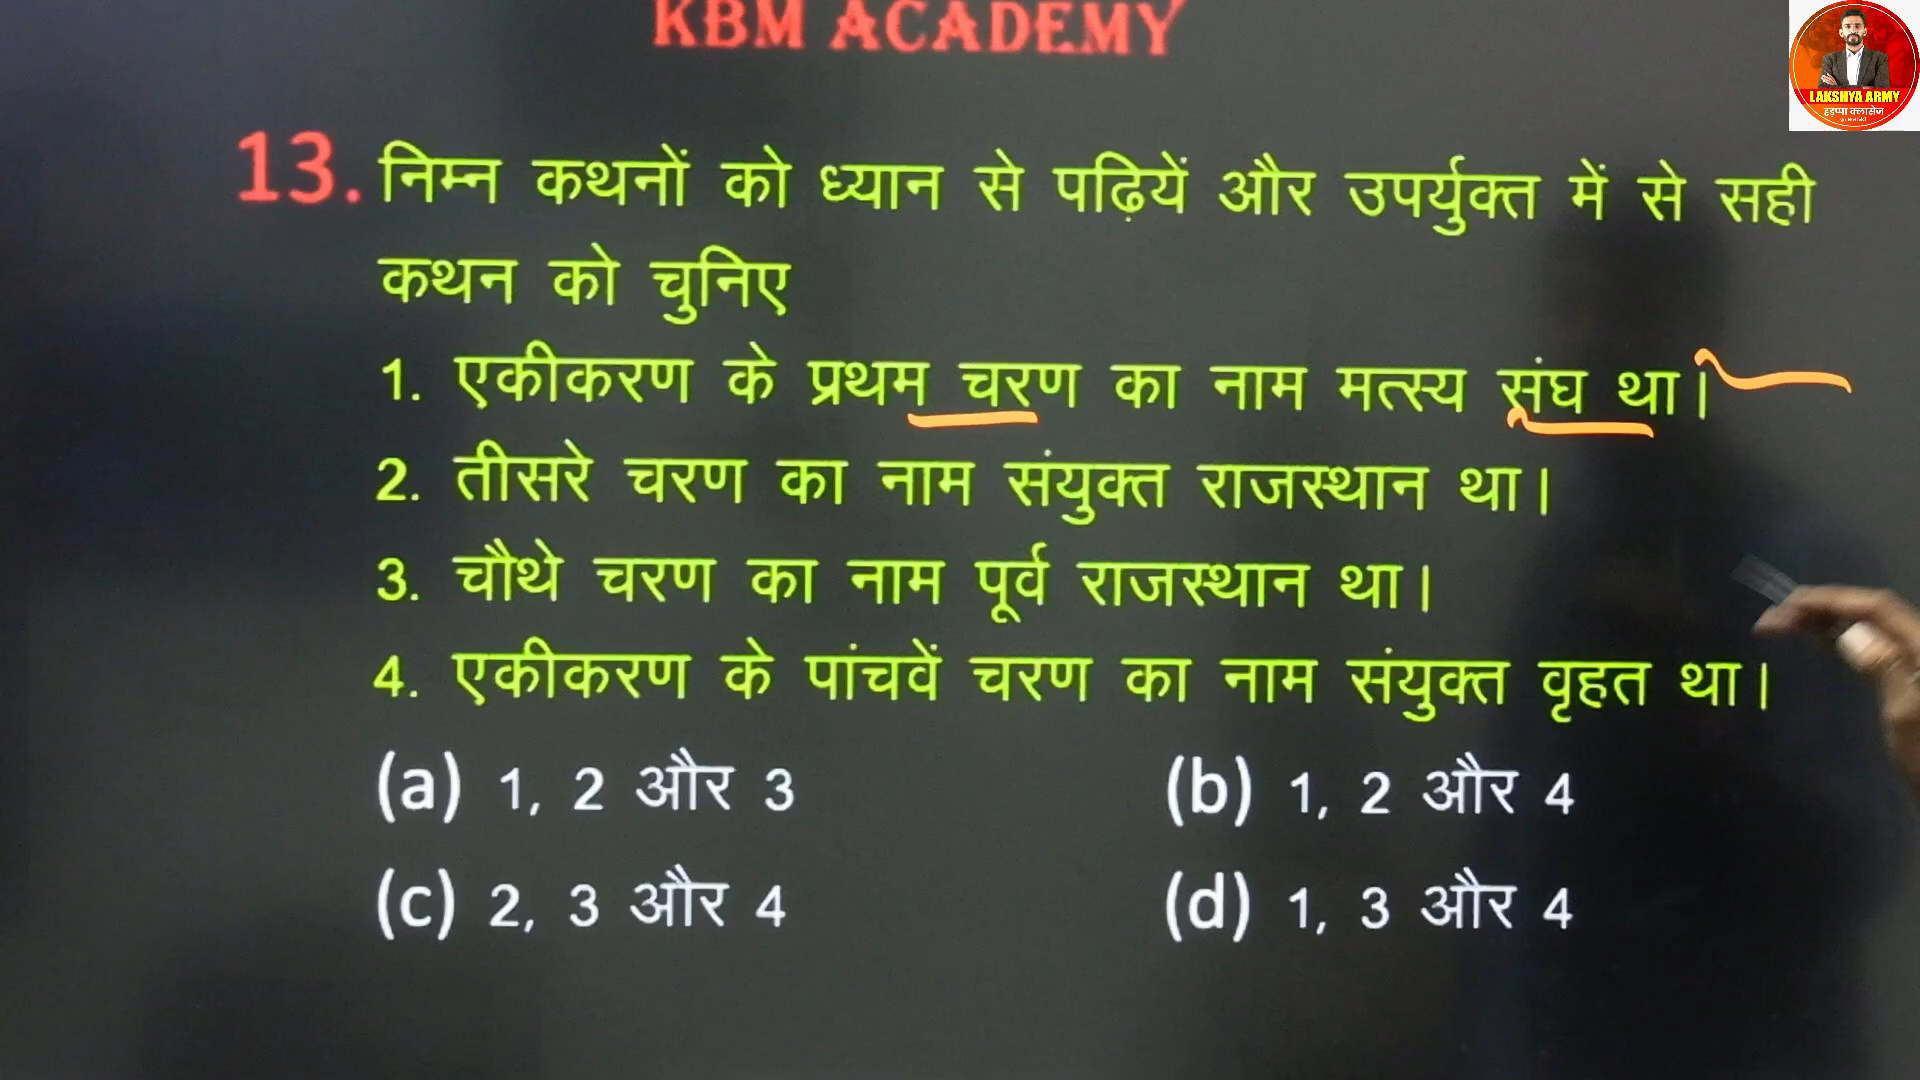 KBM ACADEMY
LAKSHYA ARMY
हड़प्पा क्लासेज
13. निम्न कथनों को ध्यान से पढ़ियें और उपर्युक्त में से सही
कथन को चुनिए
1. एकीकरण के प्रथम चरण का नाम मत्स्य संघ था।
2. तीसरे चरण का नाम संयुक्त राजस्थान था।
3. चौथे चरण का नाम पूर्व राजस्थान था।
4. एकीकरण के पांचवें चरण का नाम संयुक्त वृहत था।
(a) 1, 2 और 3 (b) 1, 2 और 4
(c) 2, 3 और 4 (d) 1, 3 और 4